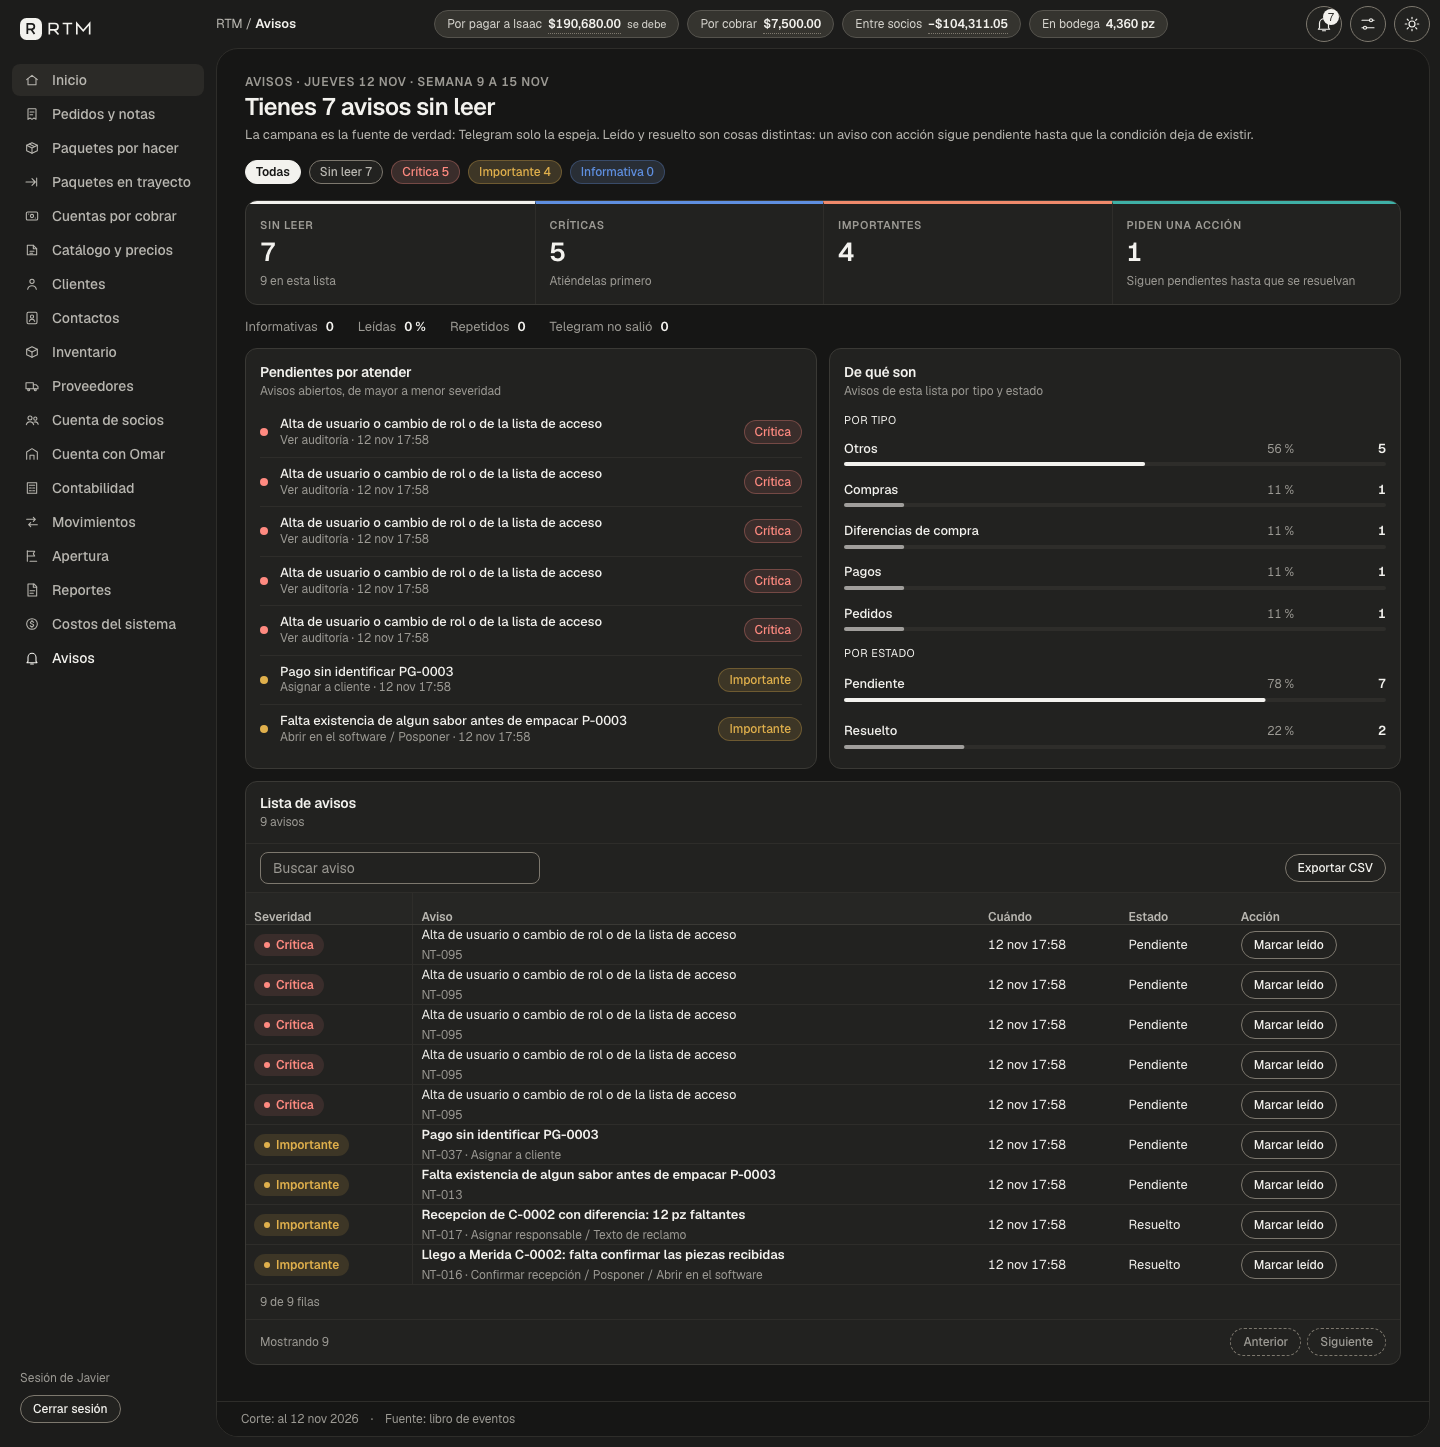 R RTM
RTM / Avisos
Por pagar a Isaac $190,680.00 se debe
Por cobrar $7,500.00
Entre socios −$104,311.05
En bodega 4,360 pz
7
Inicio
Pedidos y notas
Paquetes por hacer
Paquetes en trayecto
Cuentas por cobrar
Catálogo y precios
Clientes
Contactos
Inventario
Proveedores
Cuenta de socios
Cuenta con Omar
Contabilidad
Movimientos
Apertura
Reportes
Costos del sistema
Avisos
Sesión de Javier
Cerrar sesión
AVISOS · JUEVES 12 NOV · SEMANA 9 A 15 NOV
Tienes 7 avisos sin leer
La campana es la fuente de verdad: Telegram solo la espeja. Leído y resuelto son cosas distintas: un aviso con acción sigue pendiente hasta que la condición deja de existir.
Todas
Sin leer 7
Crítica 5
Importante 4
Informativa 0
SIN LEER
7
9 en esta lista
CRÍTICAS
5
Atiéndelas primero
IMPORTANTES
4
PIDEN UNA ACCIÓN
1
Siguen pendientes hasta que se resuelvan
Informativas 0
Leídas 0 %
Repetidos 0
Telegram no salió 0
Pendientes por atender
Avisos abiertos, de mayor a menor severidad
Alta de usuario o cambio de rol o de la lista de acceso
Ver auditoría · 12 nov 17:58
Crítica
Alta de usuario o cambio de rol o de la lista de acceso
Ver auditoría · 12 nov 17:58
Crítica
Alta de usuario o cambio de rol o de la lista de acceso
Ver auditoría · 12 nov 17:58
Crítica
Alta de usuario o cambio de rol o de la lista de acceso
Ver auditoría · 12 nov 17:58
Crítica
Alta de usuario o cambio de rol o de la lista de acceso
Ver auditoría · 12 nov 17:58
Crítica
Pago sin identificar PG-0003
Asignar a cliente · 12 nov 17:58
Importante
Falta existencia de algun sabor antes de empacar P-0003
Abrir en el software / Posponer · 12 nov 17:58
Importante
De qué son
Avisos de esta lista por tipo y estado
POR TIPO
Otros 56 % 5
Compras 11 % 1
Diferencias de compra 11 % 1
Pagos 11 % 1
Pedidos 11 % 1
POR ESTADO
Pendiente 78 % 7
Resuelto 22 % 2
Lista de avisos
9 avisos
Buscar aviso
Exportar CSV
Severidad Aviso Cuándo Estado Acción
Crítica Alta de usuario o cambio de rol o de la lista de acceso 12 nov 17:58 Pendiente Marcar leído
NT-095
Crítica Alta de usuario o cambio de rol o de la lista de acceso 12 nov 17:58 Pendiente Marcar leído
NT-095
Crítica Alta de usuario o cambio de rol o de la lista de acceso 12 nov 17:58 Pendiente Marcar leído
NT-095
Crítica Alta de usuario o cambio de rol o de la lista de acceso 12 nov 17:58 Pendiente Marcar leído
NT-095
Crítica Alta de usuario o cambio de rol o de la lista de acceso 12 nov 17:58 Pendiente Marcar leído
NT-095
Importante Pago sin identificar PG-0003 12 nov 17:58 Pendiente Marcar leído
NT-037 · Asignar a cliente
Importante Falta existencia de algun sabor antes de empacar P-0003 12 nov 17:58 Pendiente Marcar leído
NT-013
Importante Recepcion de C-0002 con diferencia: 12 pz faltantes 12 nov 17:58 Resuelto Marcar leído
NT-017 · Asignar responsable / Texto de reclamo
Importante Llego a Merida C-0002: falta confirmar las piezas recibidas 12 nov 17:58 Resuelto Marcar leído
NT-016 · Confirmar recepción / Posponer / Abrir en el software
9 de 9 filas
Mostrando 9
Anterior
Siguiente
Corte: al 12 nov 2026 · Fuente: libro de eventos